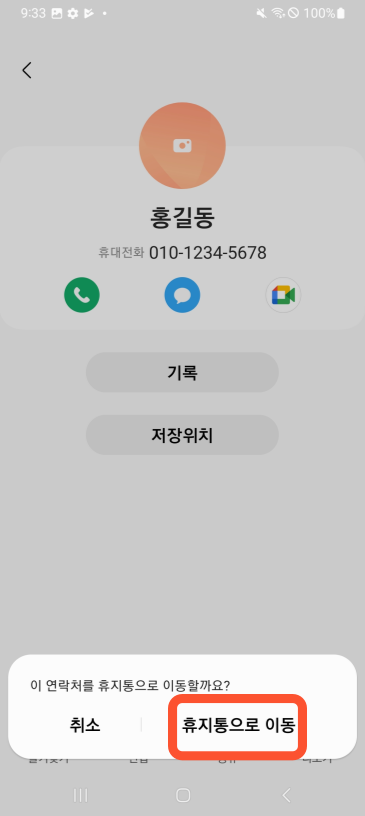 9:33
100%
홍길동
휴대전화 010-1234-5678
기록
저장위치
이 연락처를 휴지통으로 이동할까요?
취소
휴지통으로 이동